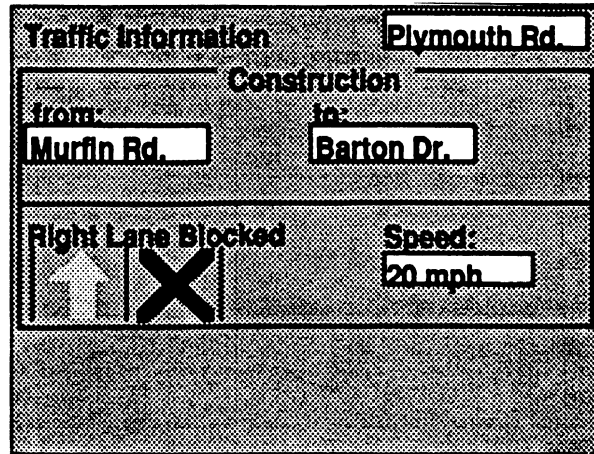 Traffic Information Plymouth Rd.
Construction
from: to:
Murfin Rd. Barton Dr.
Right Lane Blocked Speed:
20 mph